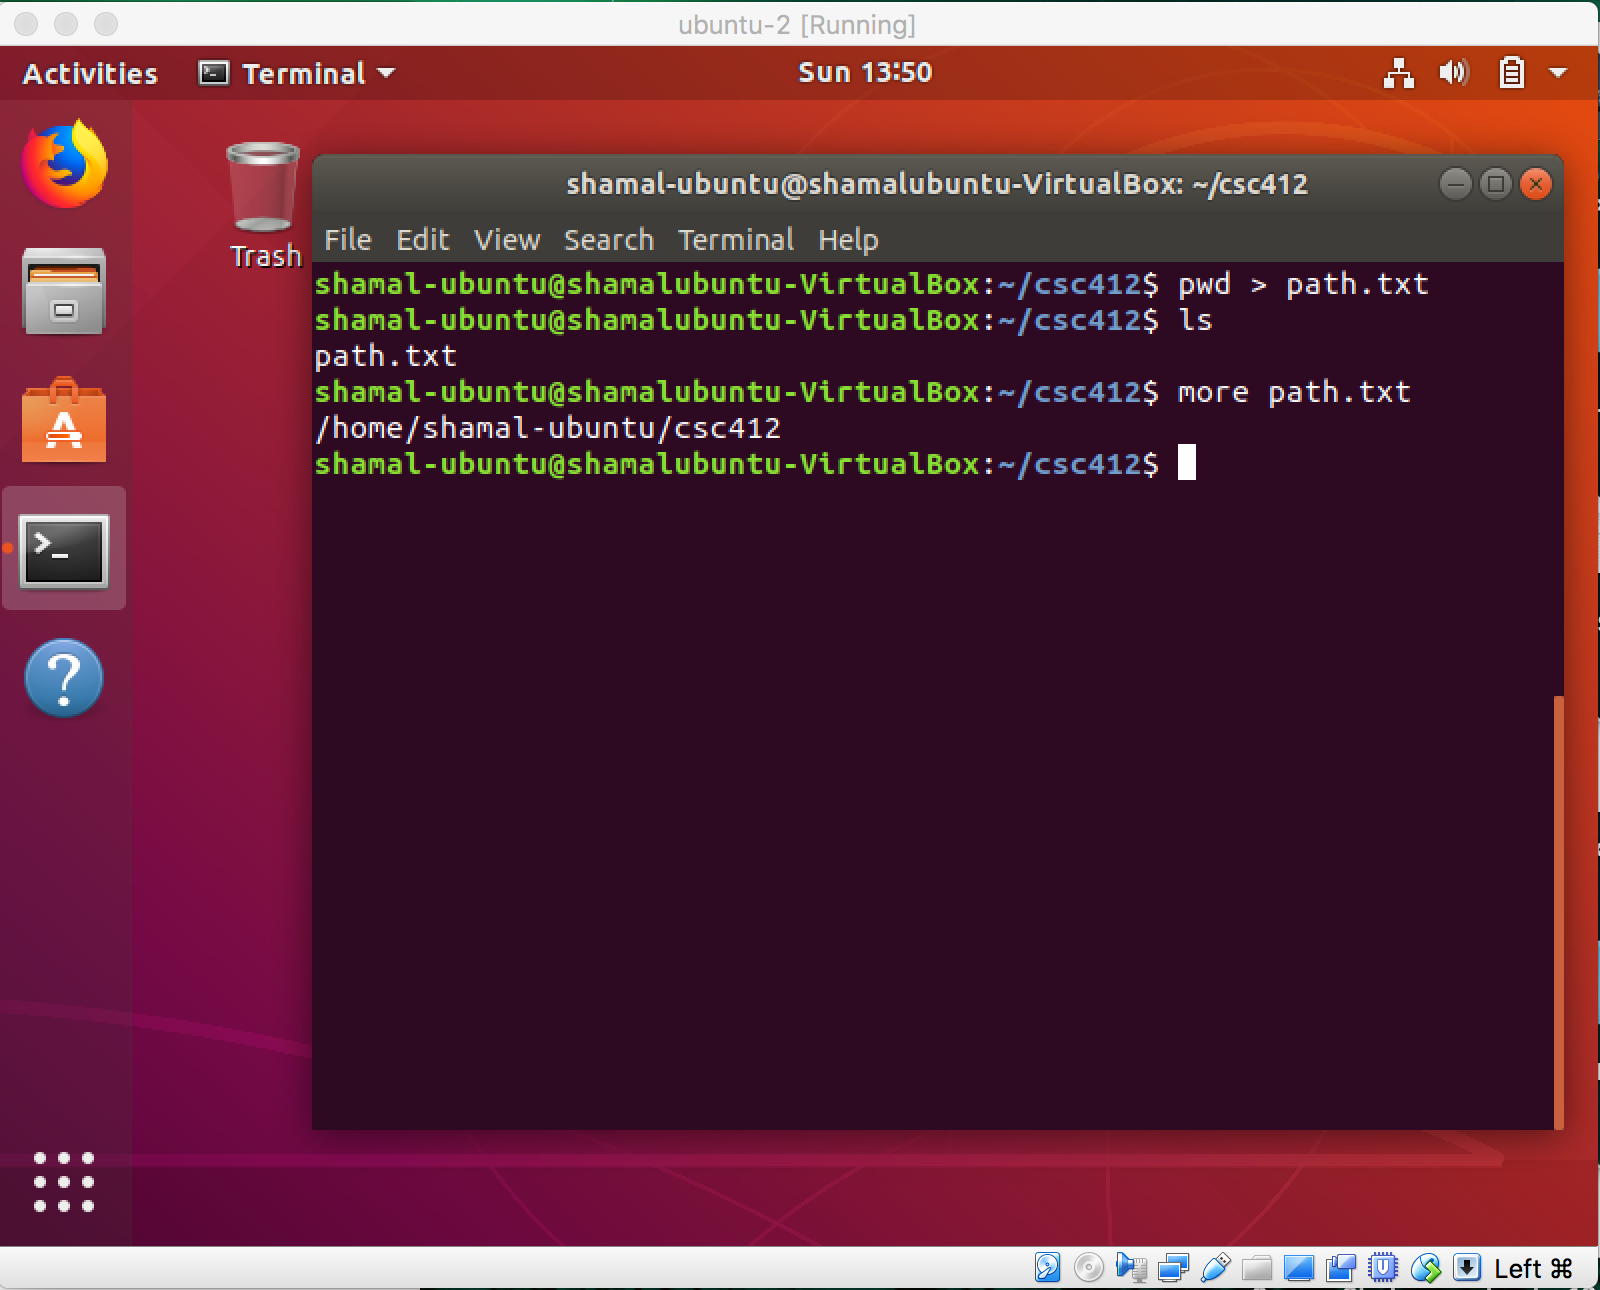 ubuntu-2 [Running]
Activities Terminal Sun 13:50
Trash
shamal-ubuntu@shamalubuntu-VirtualBox: ~/csc412
File Edit View Search Terminal Help
shamal-ubuntu@shamalubuntu-VirtualBox:~/csc412$ pwd > path.txt
shamal-ubuntu@shamalubuntu-VirtualBox:~/csc412$ ls
path.txt
shamal-ubuntu@shamalubuntu-VirtualBox:~/csc412$ more path.txt
/home/shamal-ubuntu/csc412
shamal-ubuntu@shamalubuntu-VirtualBox:~/csc412$
Left ⌘